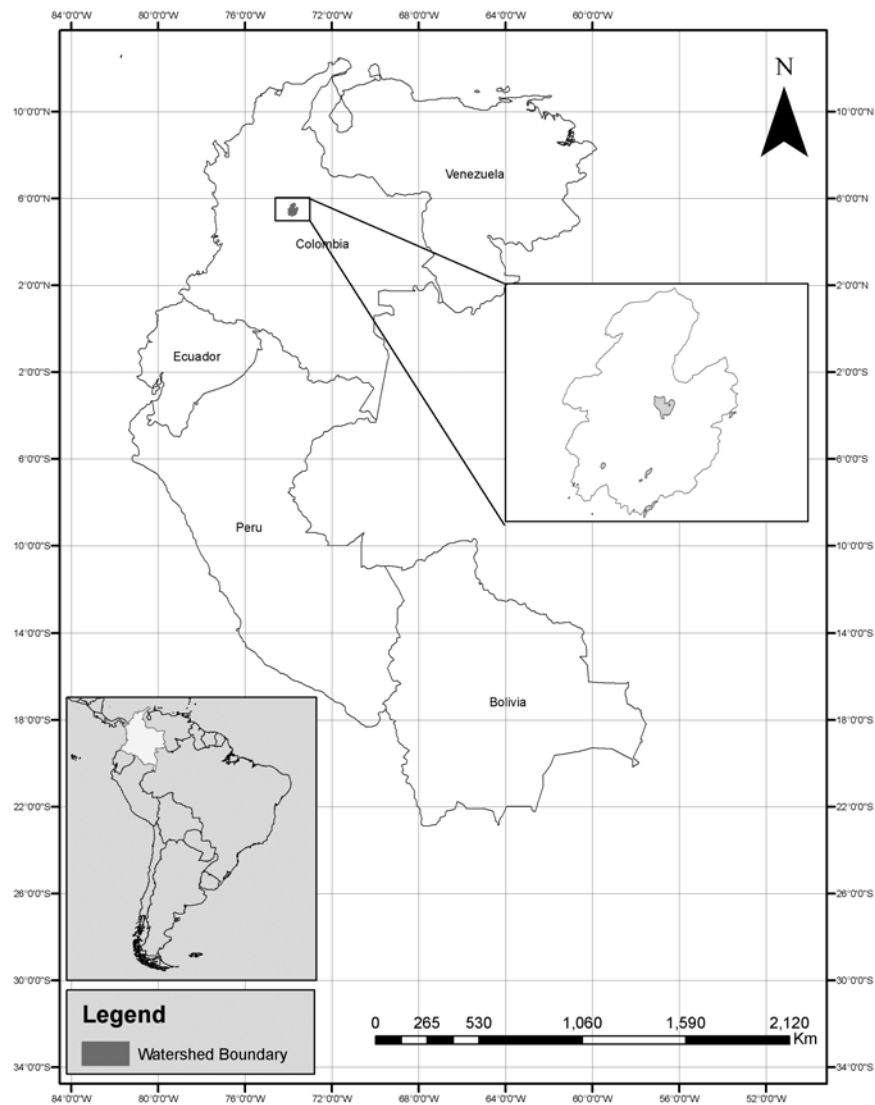 84°0'0"W 80°0'0"W 76°0'0"W 72°0'0"W 68°0'0"W 64°0'0"W 60°0'0"W
N
10°0'0"N 10°0'0"N
Venezuela
6°0'0"N 6°0'0"N
Colombia
2°0'0"N 2°0'0"N
Ecuador
2°0'0"S 2°0'0"S
6°0'0"S 6°0'0"S
Peru
10°0'0"S 10°0'0"S
14°0'0"S 14°0'0"S
Bolivia
18°0'0"S 18°0'0"S
22°0'0"S 22°0'0"S
26°0'0"S 26°0'0"S
30°0'0"S 30°0'0"S
Legend
Watershed Boundary
0 265 530 1,060 1,590 2,120
Km
34°0'0"S 34°0'0"S
84°0'0"W 80°0'0"W 76°0'0"W 72°0'0"W 68°0'0"W 64°0'0"W 60°0'0"W 56°0'0"W 52°0'0"W